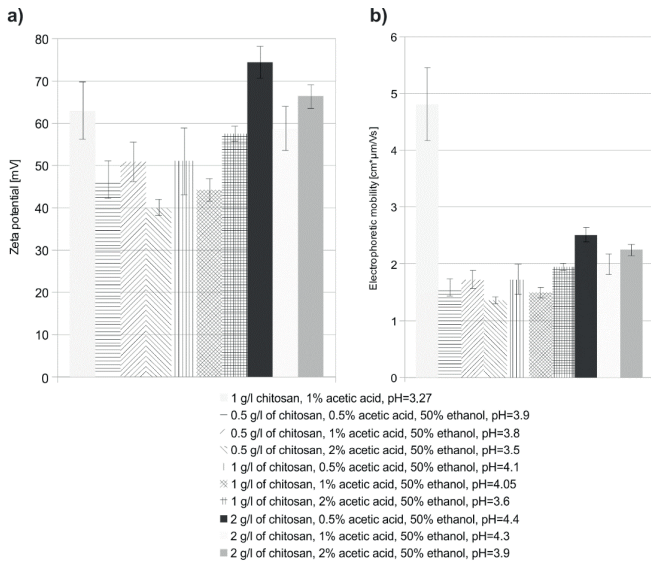 a)
80
70
60
50
40
30
20
10
0
Zeta potential [mV]
b)
6
5
4
3
2
1
0
Electrophoretic mobility [cm*µm/Vs]
1 g/l chitosan, 1% acetic acid, pH=3.27
0.5 g/l of chitosan, 0.5% acetic acid, 50% ethanol, pH=3.9
0.5 g/l of chitosan, 1% acetic acid, 50% ethanol, pH=3.8
0.5 g/l of chitosan, 2% acetic acid, 50% ethanol, pH=3.5
1 g/l of chitosan, 0.5% acetic acid, 50% ethanol, pH=4.1
1 g/l of chitosan, 1% acetic acid, 50% ethanol, pH=4.05
1 g/l of chitosan, 2% acetic acid, 50% ethanol, pH=3.6
2 g/l of chitosan, 0.5% acetic acid, 50% ethanol, pH=4.4
2 g/l of chitosan, 1% acetic acid, 50% ethanol, pH=4.3
2 g/l of chitosan, 2% acetic acid, 50% ethanol, pH=3.9